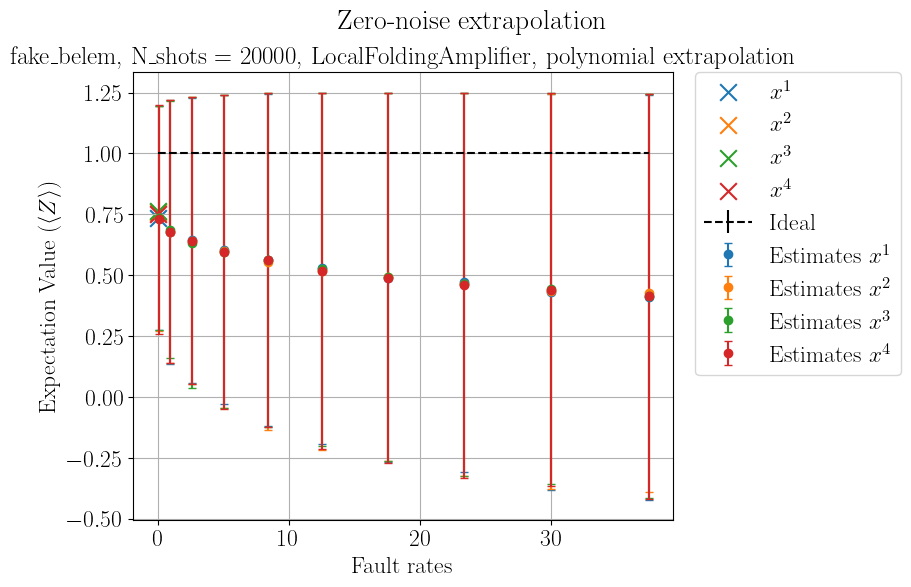 Zero-noise extrapolation
fake_belem, N_shots = 20000, LocalFoldingAmplifier, polynomial extrapolation
Expectation Value (⟨Z⟩)
1.25
1.00
0.75
0.50
0.25
0.00
−0.25
−0.50
0 10 20 30
Fault rates
x¹
x²
x³
x⁴
Ideal
Estimates x¹
Estimates x²
Estimates x³
Estimates x⁴